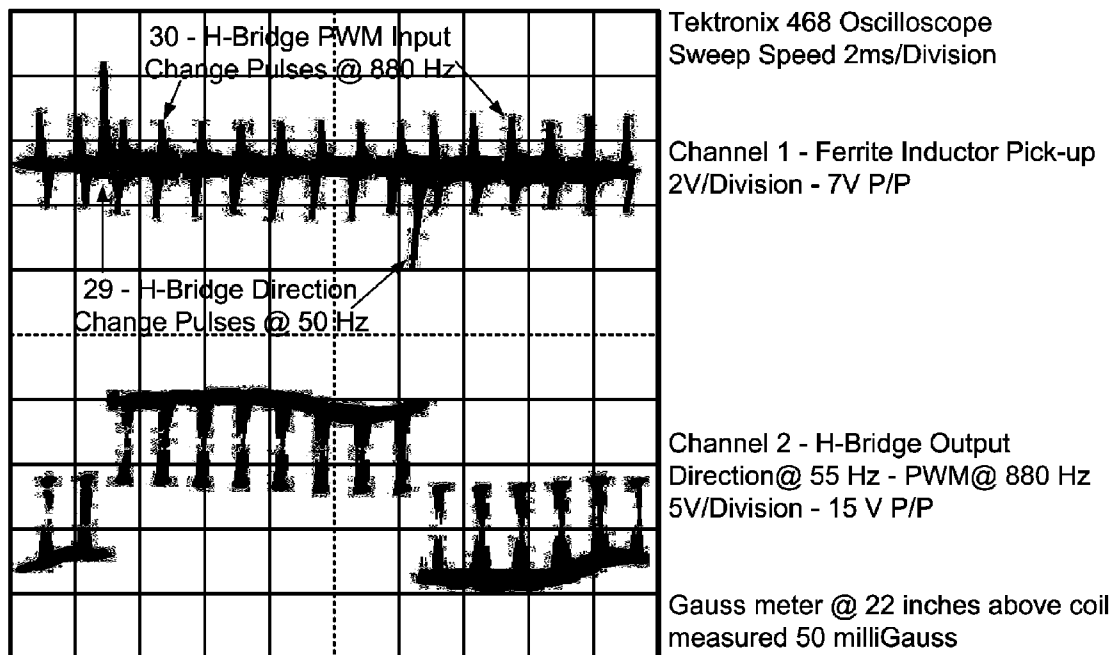 30 - H-Bridge PWM Input
Change Pulses @ 880 Hz
29 - H-Bridge Direction
Change Pulses @ 50 Hz
Tektronix 468 Oscilloscope
Sweep Speed 2ms/Division
Channel 1 - Ferrite Inductor Pick-up
2V/Division - 7V P/P
Channel 2 - H-Bridge Output
Direction@ 55 Hz - PWM@ 880 Hz
5V/Division - 15 V P/P
Gauss meter @ 22 inches above coil
measured 50 milliGauss